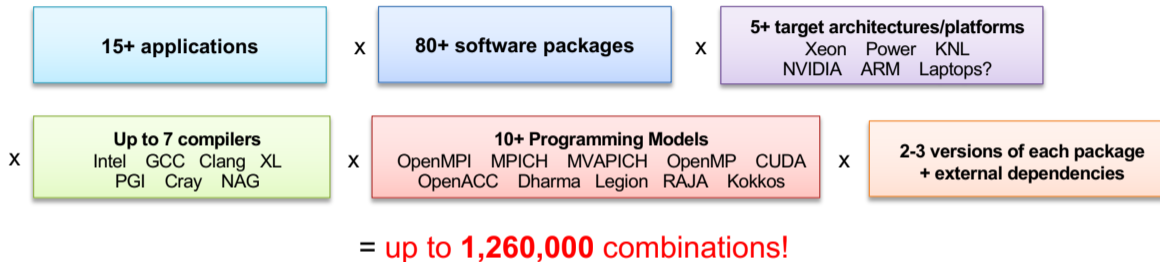 15+ applications
x
80+ software packages
x
5+ target architectures/platforms
Xeon Power KNL
NVIDIA ARM Laptops?
x
Up to 7 compilers
Intel GCC Clang XL
PGI Cray NAG
x
10+ Programming Models
OpenMPI MPICH MVAPICH OpenMP CUDA
OpenACC Dharma Legion RAJA Kokkos
x
2-3 versions of each package
+ external dependencies
= up to 1,260,000 combinations!